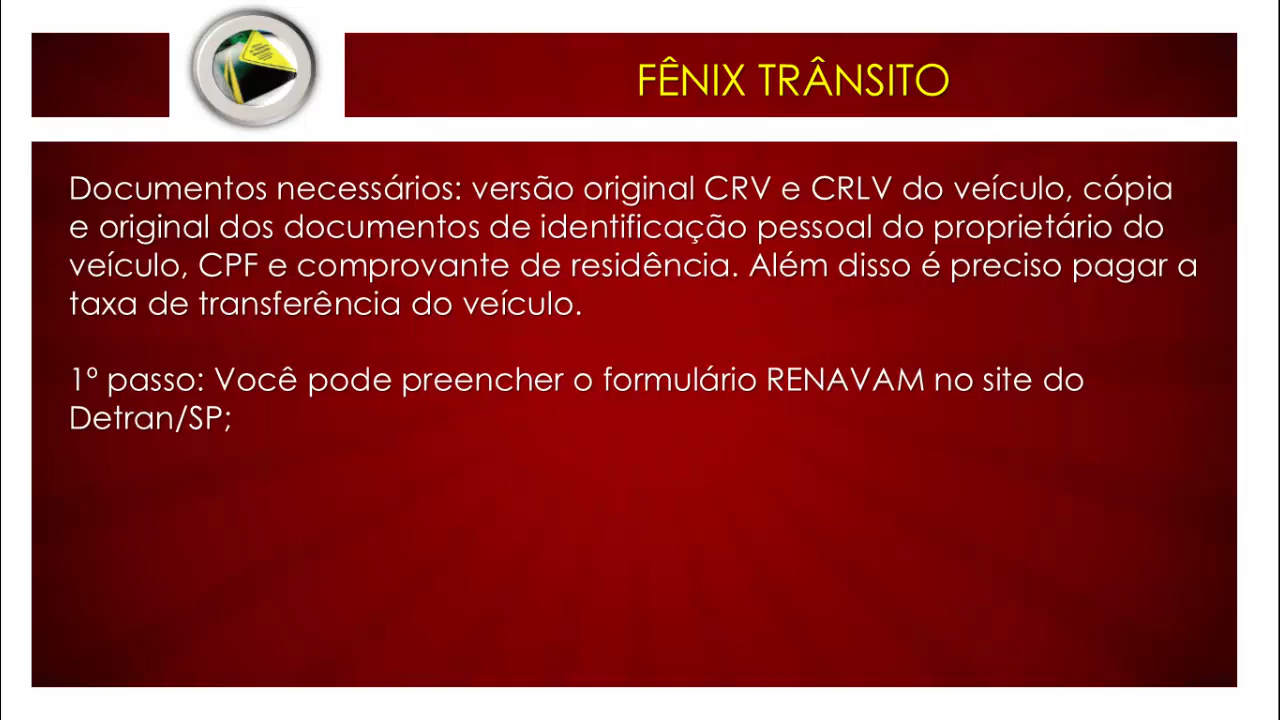 FÊNIX TRÂNSITO
Documentos necessários: versão original CRV e CRLV do veículo, cópia
e original dos documentos de identificação pessoal do proprietário do
veículo, CPF e comprovante de residência. Além disso é preciso pagar a
taxa de transferência do veículo.
1º passo: Você pode preencher o formulário RENAVAM no site do
Detran/SP;